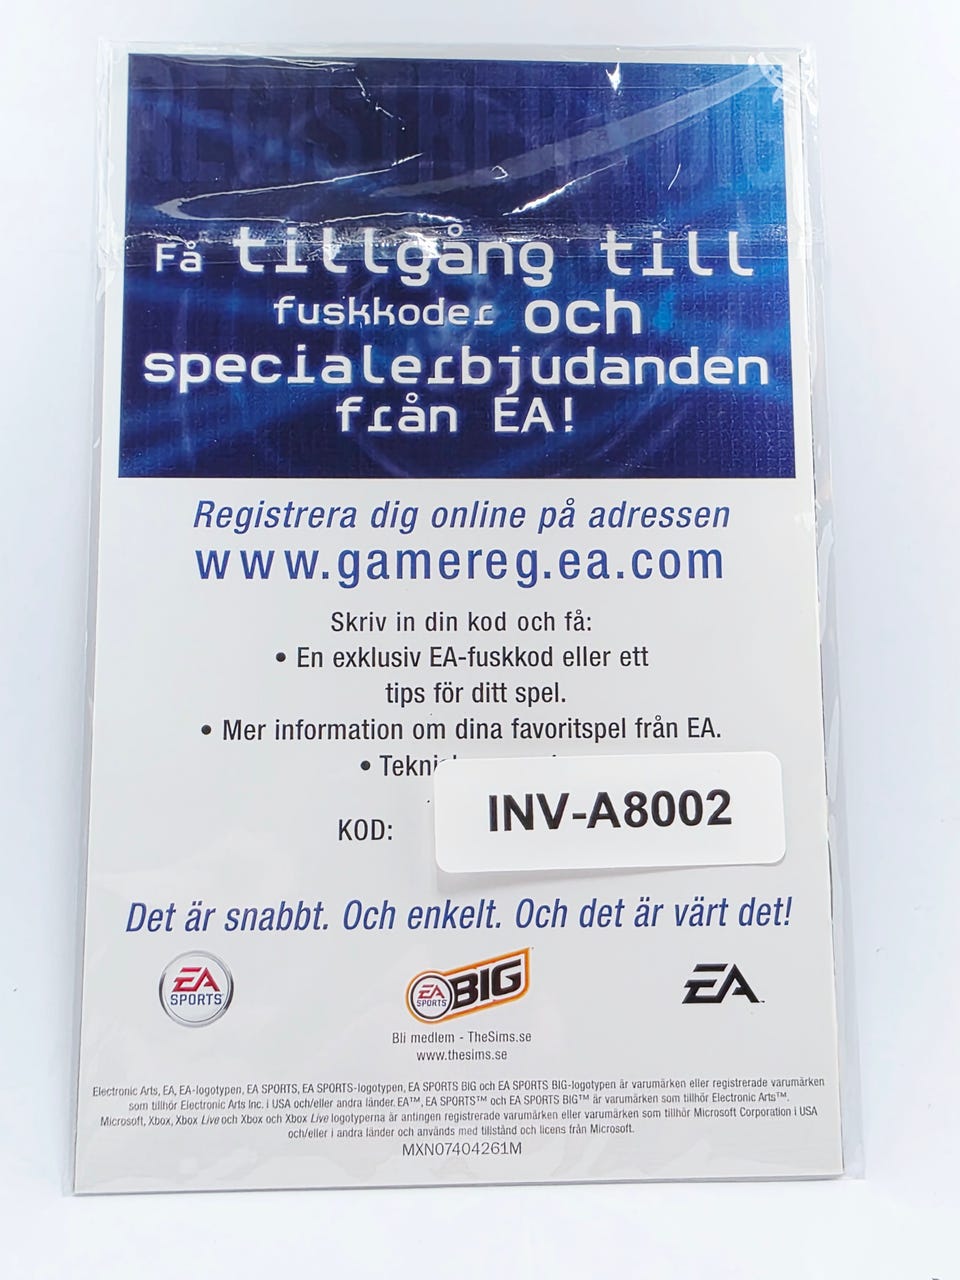 Få tillgång till
fuskkoder och
specialerbjudanden
från EA!
Registrera dig online på adressen
www.gamereg.ea.com
Skriv in din kod och få:
• En exklusiv EA-fuskkod eller ett
tips för ditt spel.
• Mer information om dina favoritspel från EA.
•
KOD:
INV-A8002
Det är snabbt. Och enkelt. Och det är värt det!
EA
SPORTS
EA
SPORTS
BIG
EA
Bli medlem - TheSims.se
www.thesims.se
Electronic Arts, EA, EA-logotypen, EA SPORTS, EA SPORTS-logotypen, EA SPORTS BIG och EA SPORTS BIG-logotypen är varumärken eller registrerade varumärken
som tillhör Electronic Arts Inc. i USA och/eller andra länder. EA™, EA SPORTS™ och EA SPORTS BIG™ är varumärken som tillhör Electronic Arts™.
Microsoft, Xbox, Xbox Live och Xbox och Xbox Live logotyperna är antingen registrerade varumärken eller varumärken som tillhör Microsoft Corporation i USA
och/eller i andra länder och används med tillstånd och licens från Microsoft.
MXN07404261M